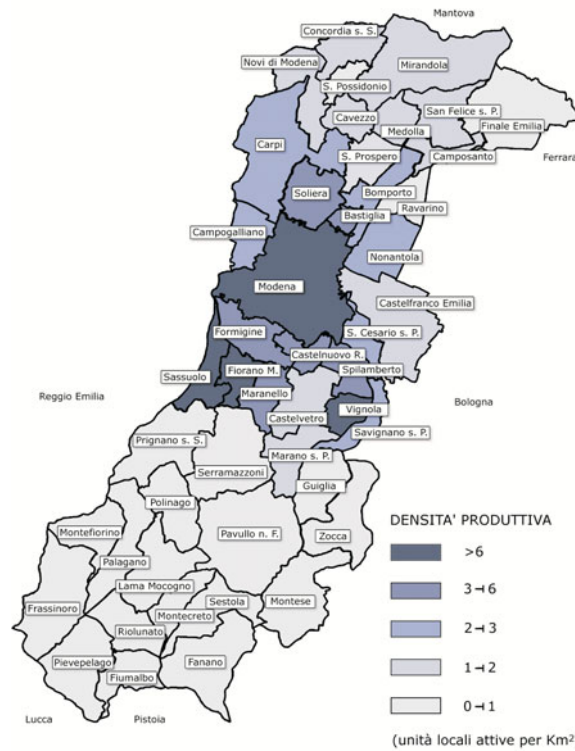 Mantova
Concordia s. S.
Novi di Modena
Mirandola
S. Possidonio
San Felice s. P.
Cavezzo
Medolla
Finale Emilia
Carpi
S. Prospero
Camposanto
Ferrara
Soliera
Bomporto
Ravarino
Bastiglia
Campogalliano
Nonantola
Modena
Castelfranco Emilia
Formigine
S. Cesario s. P.
Castelnuovo R.
Fiorano M.
Spilamberto
Sassuolo
Maranello
Reggio Emilia
Vignola
Bologna
Castelvetro
Savignano s. P.
Prignano s. S.
Marano s. P.
Serramazzoni
Guiglia
Polinago
Montefiorino
Pavullo n. F.
Zocca
Palagano
Lama Mocogno
Frassinoro
Sestola
Montese
Montecreto
Riolunato
Pievepelago
Fanano
Fiumalbo
Lucca
Pistoia
DENSITA' PRODUTTIVA
>6
3⊣6
2⊣3
1⊣2
0⊣1
(unità locali attive per Km²